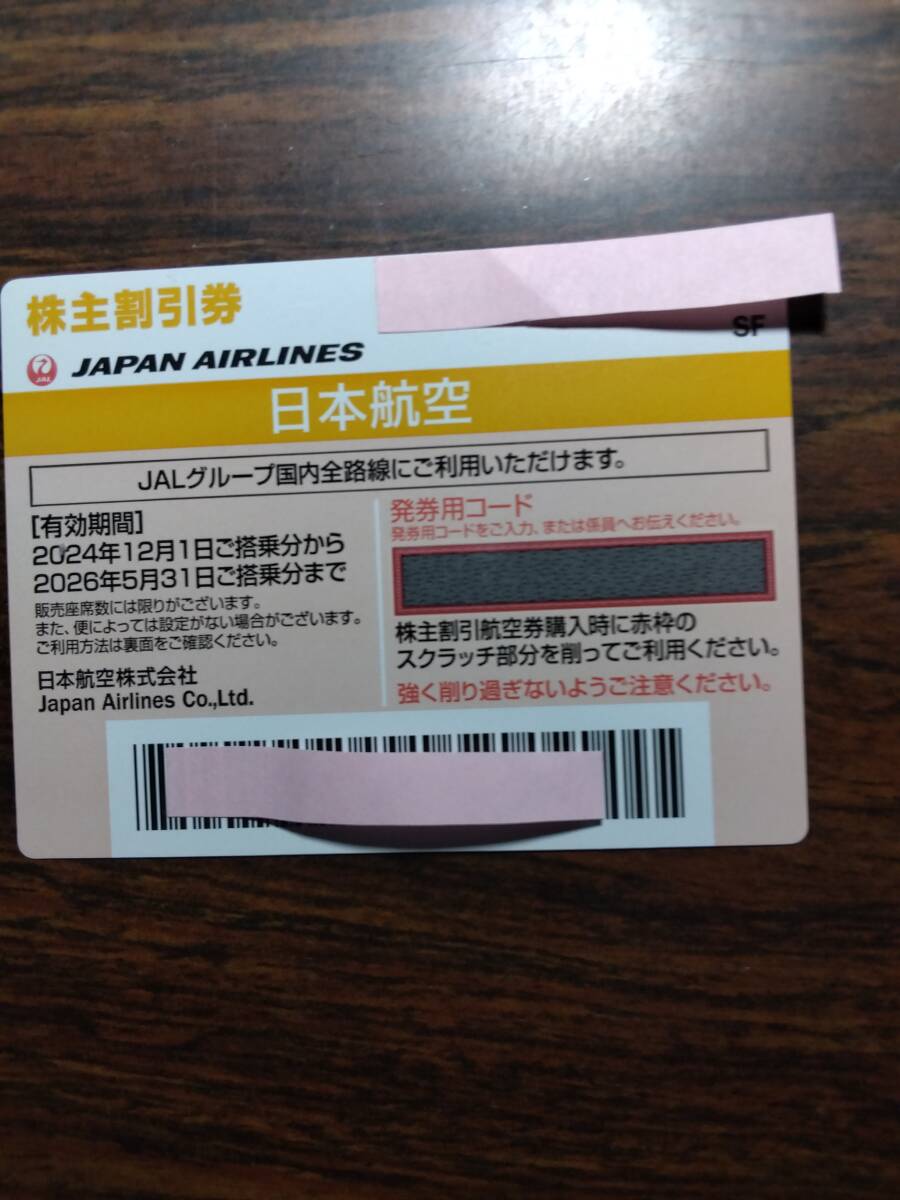 株主割引券
SF
JAL
JAPAN AIRLINES
日本航空
JALグループ国内全路線にご利用いただけます。
[有効期間]
2024年12月1日ご搭乗分から
2026年5月31日ご搭乗分まで
販売座席数には限りがございます。
また、便によっては設定がない場合がございます。
ご利用方法は裏面をご確認ください。
日本航空株式会社
Japan Airlines Co.,Ltd.
発券用コード
発券用コードをご入力、または係員へお伝えください。
株主割引航空券購入時に赤枠の
スクラッチ部分を削ってご利用ください。
強く削り過ぎないようご注意ください。